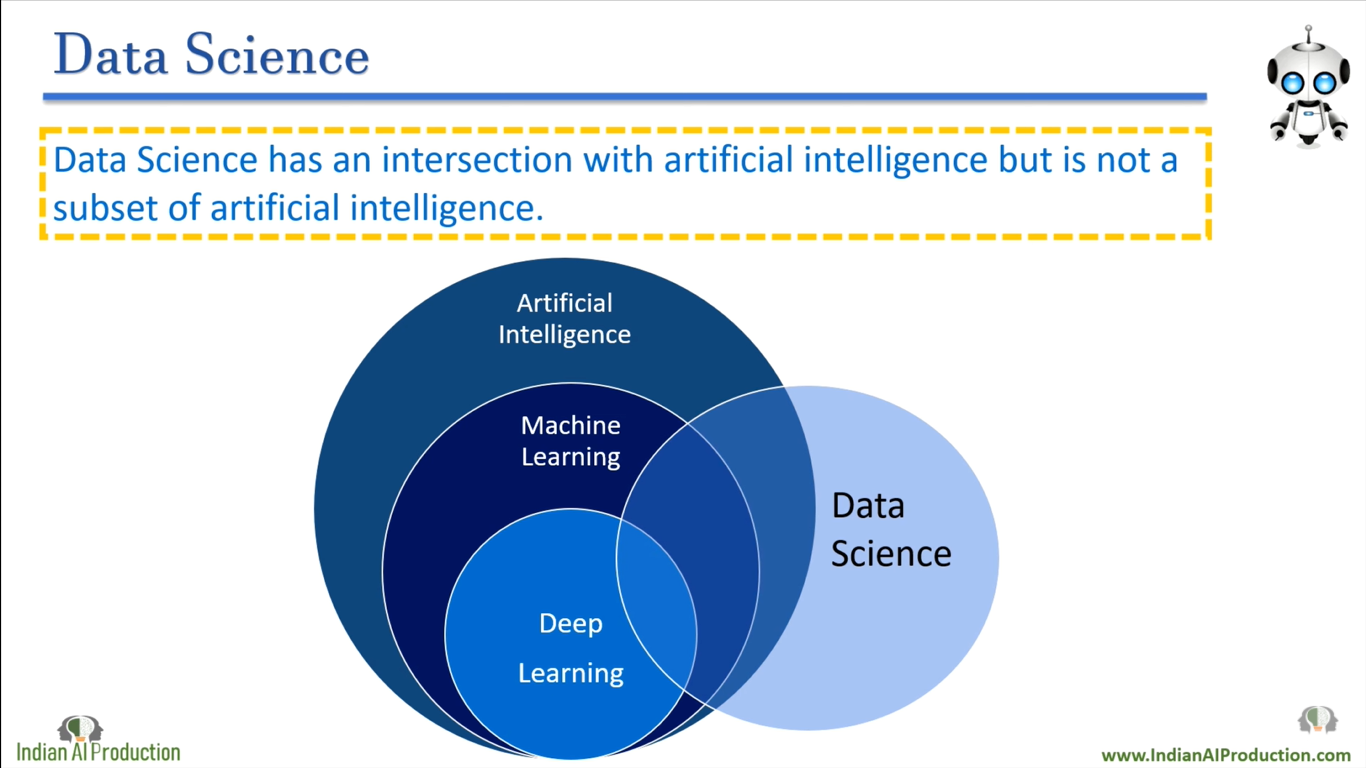 Data Science
Data Science has an intersection with artificial intelligence but is not a
subset of artificial intelligence.
Artificial
Intelligence
Machine
Learning
Data
Science
Deep
Learning
Indian AI Production
www.IndianAIProduction.com